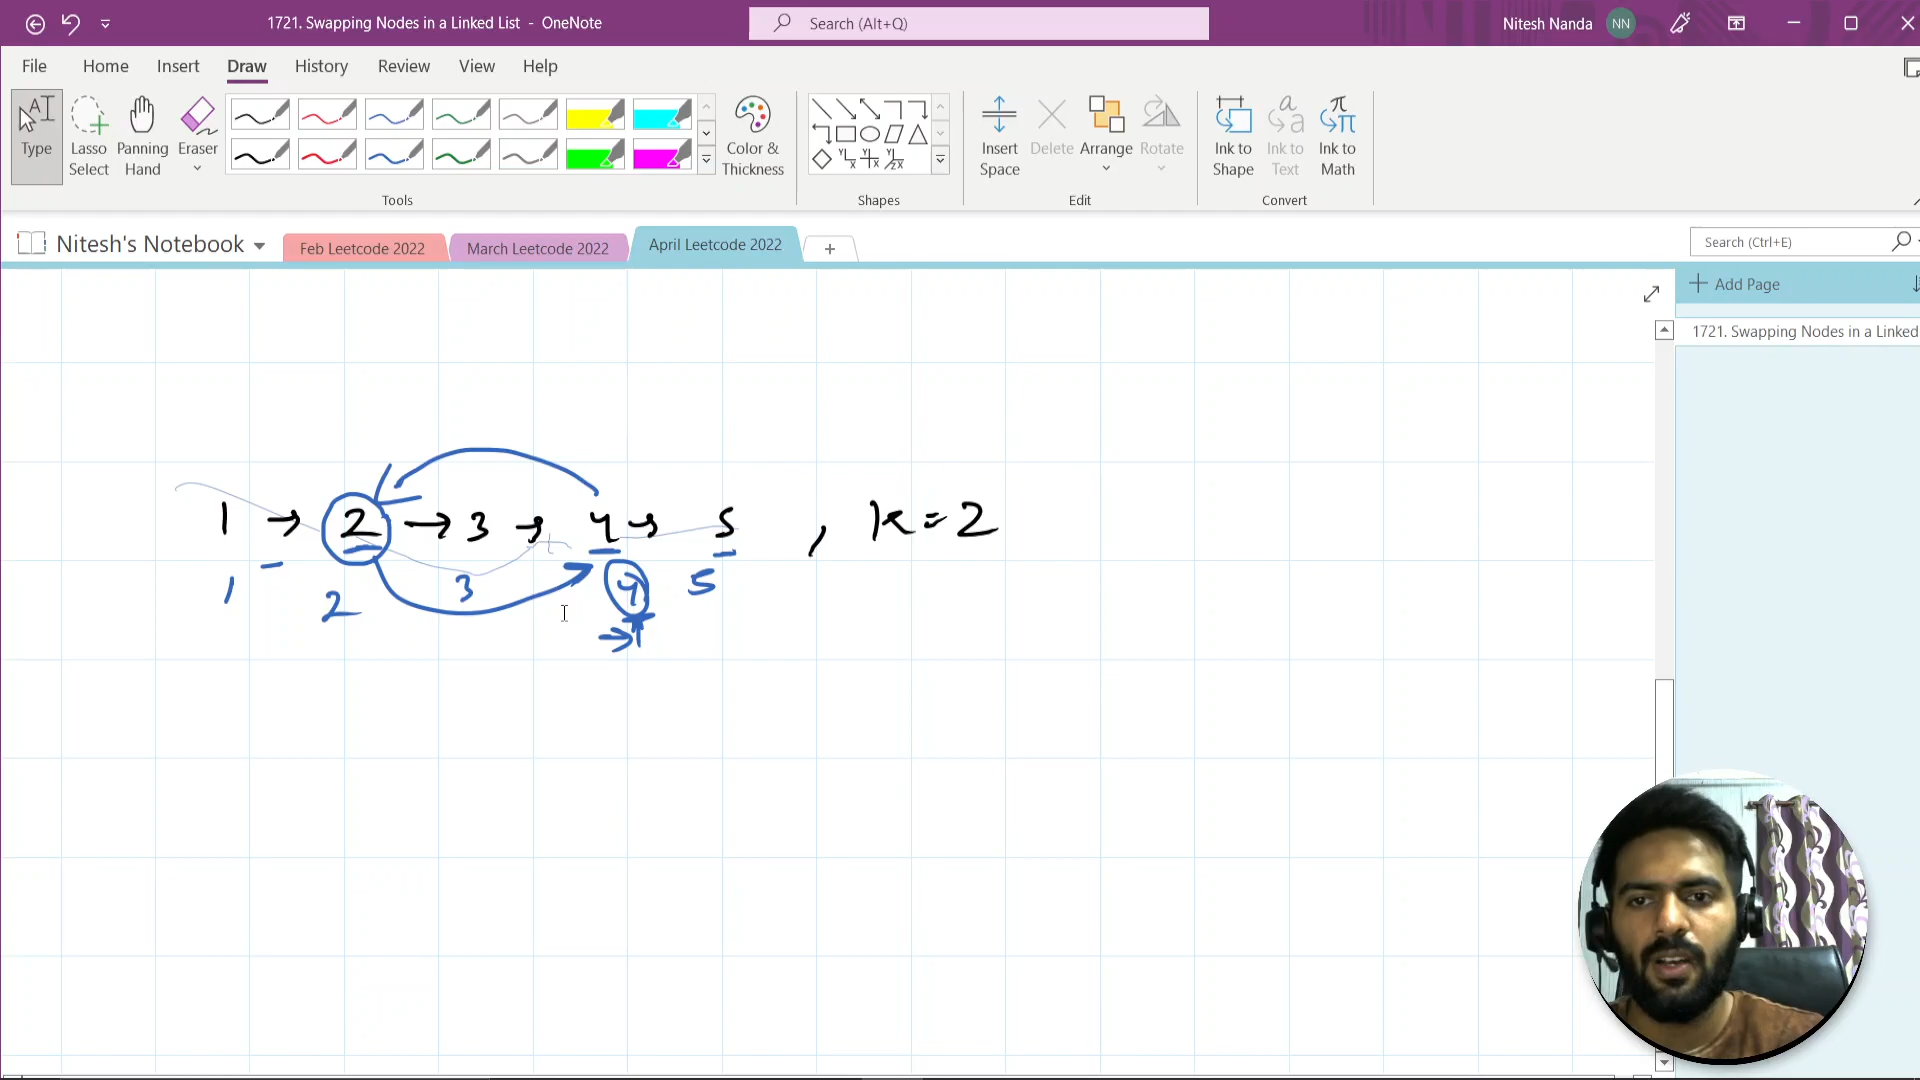 1721. Swapping Nodes in a Linked List - OneNote
Search (Alt+Q)
Nitesh Nanda
NN
File Home Insert Draw History Review View Help
Type
Lasso Select
Panning Hand
Eraser
Color & Thickness
Insert Space
Delete
Arrange
Rotate
Ink to Shape
Ink to Text
Ink to Math
Tools
Shapes
Edit
Convert
Nitesh's Notebook
Feb Leetcode 2022
March Leetcode 2022
April Leetcode 2022
+
Search (Ctrl+E)
Add Page
1721. Swapping Nodes in a Linked
1 → 2 → 3 → 4 → 5 , k = 2
1 2 3 4 5